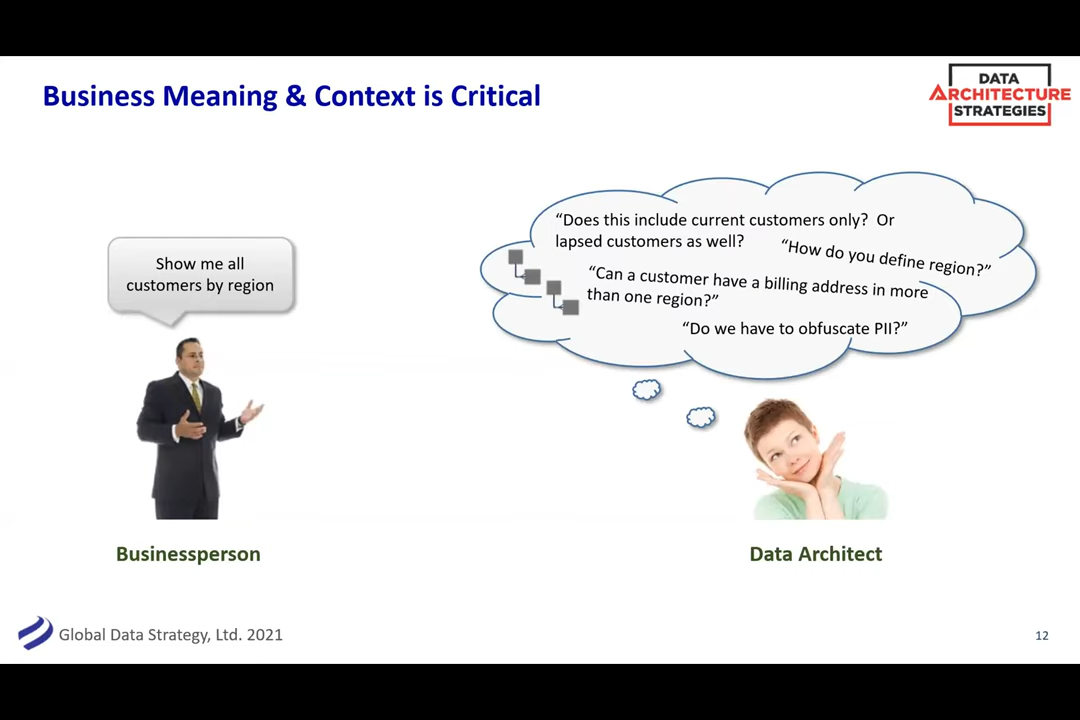 Business Meaning & Context is Critical
DATA
ARCHITECTURE
STRATEGIES
Show me all
customers by region
“Does this include current customers only? Or
lapsed customers as well?
“How do you define region?”
“Can a customer have a billing address in more
than one region?”
“Do we have to obfuscate PII?”
Businessperson
Data Architect
Global Data Strategy, Ltd. 2021
12